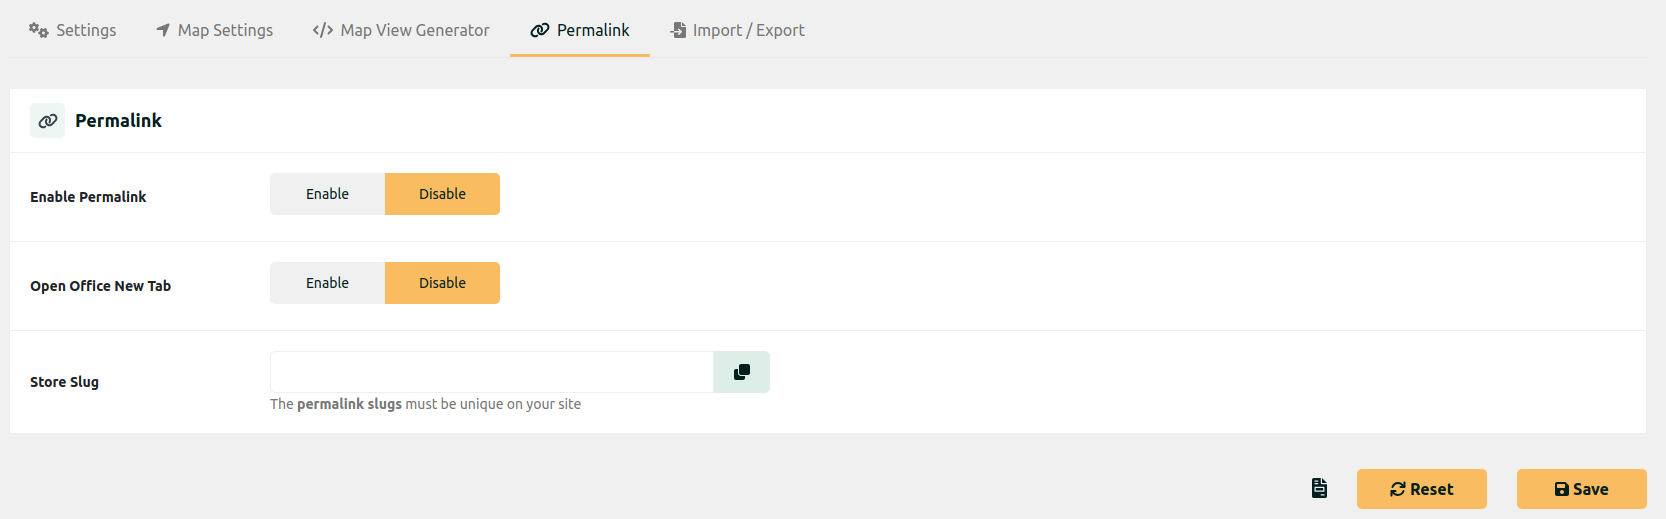 Settings
Map Settings
Map View Generator
Permalink
Import / Export
Permalink
Enable Permalink
Enable
Disable
Open Office New Tab
Enable
Disable
Store Slug
The permalink slugs must be unique on your site
Reset
Save